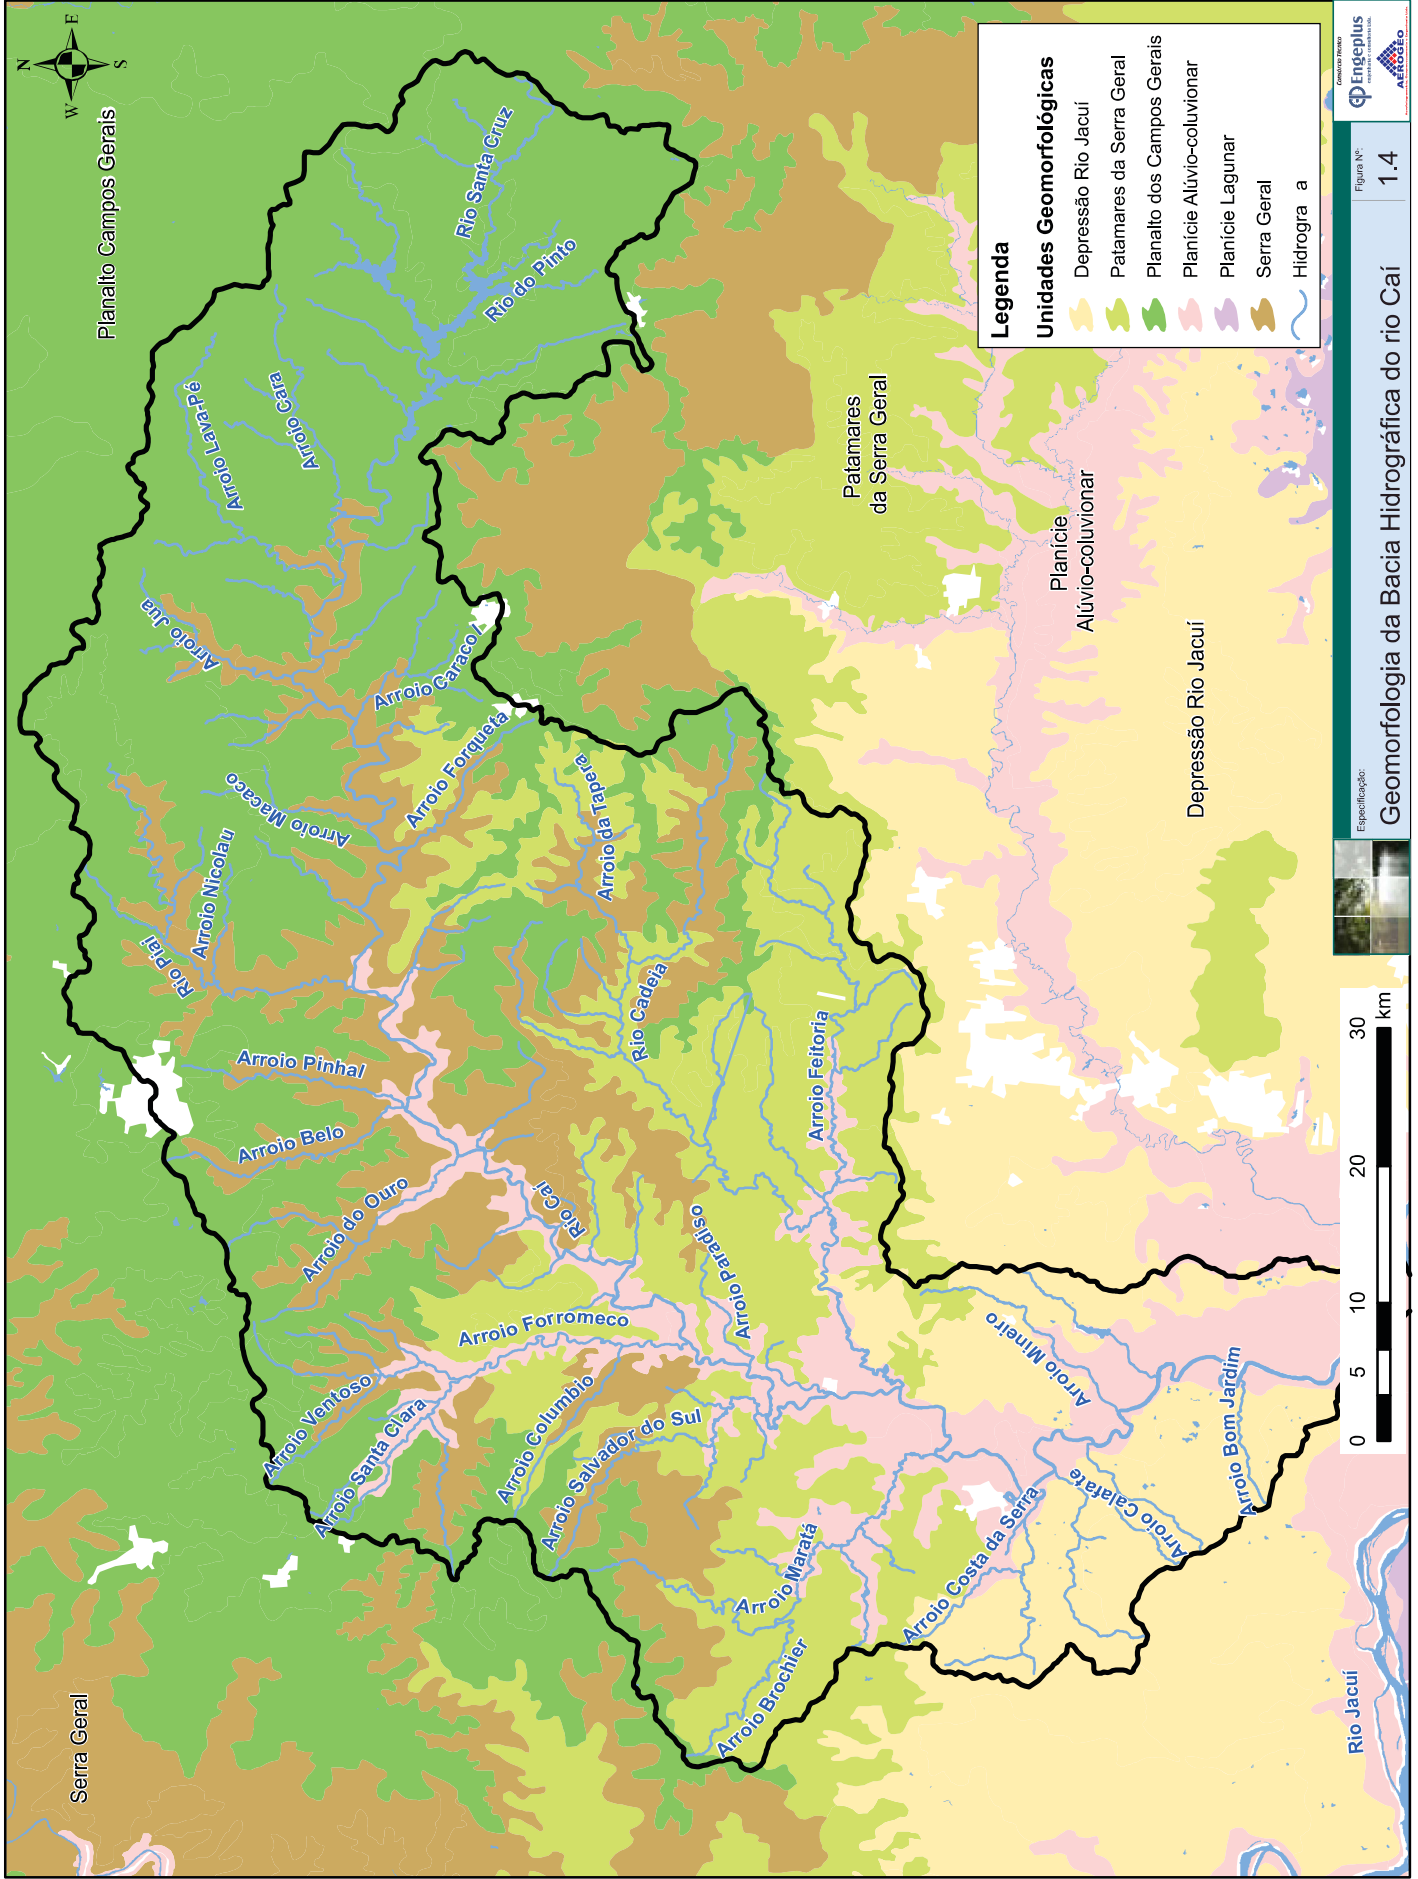 N
E
S
W
Planalto Campos Gerais
Serra Geral
Patamares
da Serra Geral
Planície
Alúvio-coluvionar
Depressão Rio Jacuí
Rio Santa Cruz
Rio do Pinto
Arroio Lava-Pé
Arroio Cara
Arroio Jua
Arroio Caracol
Arroio Forqueta
Arroio Macaco
Arroio Nicolau
Rio Piai
Arroio da Tapera
Rio Cadeia
Arroio Pinhal
Arroio Belo
Arroio do Ouro
Rio Caí
Arroio Feitoria
Arroio Paradiso
Arroio Forromeco
Arroio Ventoso
Arroio Santa Clara
Arroio Columbio
Arroio Salvador do Sul
Arroio Maratá
Arroio Brochier
Arroio Costa da Serra
Arroio Calafate
Arroio Mineiro
Arroio Bom Jardim
Rio Jacuí
Legenda
Unidades Geomorfológicas
Depressão Rio Jacuí
Patamares da Serra Geral
Planalto dos Campos Gerais
Planície Alúvio-coluvionar
Planície Lagunar
Serra Geral
Hidrogra a
0 5 10 20 30
km
Especificação:
Geomorfologia da Bacia Hidrográfica do rio Caí
Figura Nº:
1.4
Consórcio Técnico
Engeplus
AEROGEO